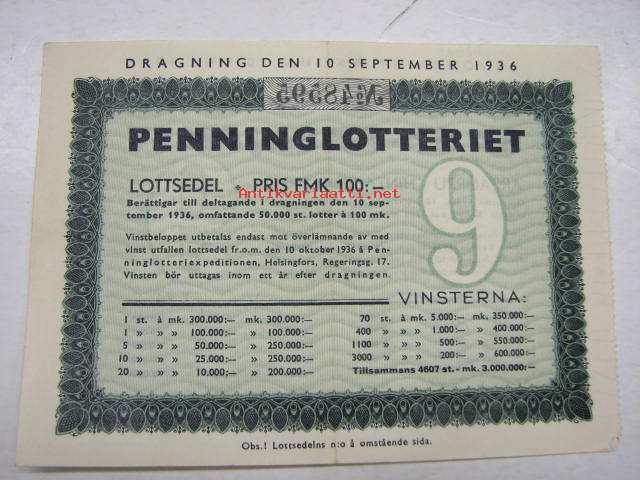 DRAGNING DEN 10 SEPTEMBER 1936
No 48595
PENNINGLOTTERIET
LOTTSEDEL • PRIS FMK 100:—
Antikvariaatti.net
Berättigar till deltagande i dragningen den 10 sep-
tember 1936, omfattande 50.000 st. lotter à 100 mk.
Vinstbeloppet utbetalas endast mot överlämnande av med
vinst utfallen lottsedel fr.o.m. den 10 oktober 1936 à Pen-
ninglotteriexpeditionen, Helsingfors, Regeringsg. 17.
Vinsten bör uttagas inom ett år efter dragningen.
9
VINSTERNA:
1 st. å mk. 300.000:— mk. 300.000:—
1 » » 100.000:— » 100.000:—
5 » » 50.000:— » 250.000:—
10 » » 25.000:— » 250.000:—
20 » » 10.000:— » 200.000:—
70 st. å mk. 5.000:— mk. 350.000:—
400 » » 1.000:— » 400.000:—
1100 » » 500:— » 550.000:—
3000 » » 200:— » 600.000:—
Tillsammans 4607 st. - mk. 3.000.000:—
Obs.! Lottsedelns n:o å omstående sida.